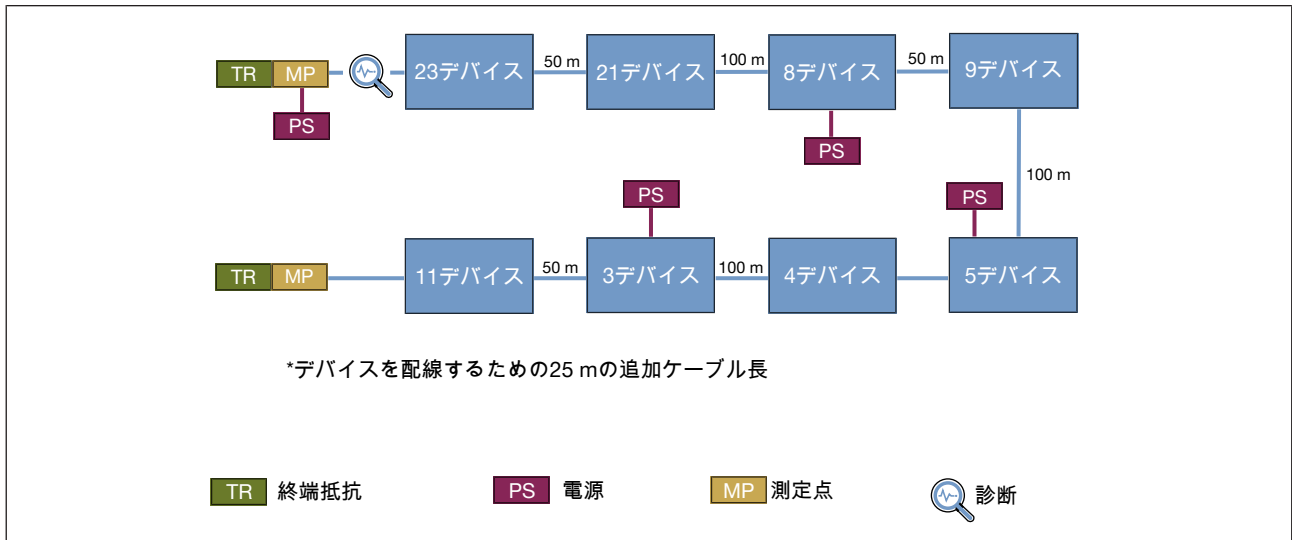 TR MP
23デバイス
50 m
21デバイス
100 m
8デバイス
50 m
9デバイス
PS
PS
100 m
PS
PS
TR MP
11デバイス
50 m
3デバイス
100 m
4デバイス
5デバイス
*デバイスを配線するための25 mの追加ケーブル長
TR 終端抵抗
PS 電源
MP 測定点
診断